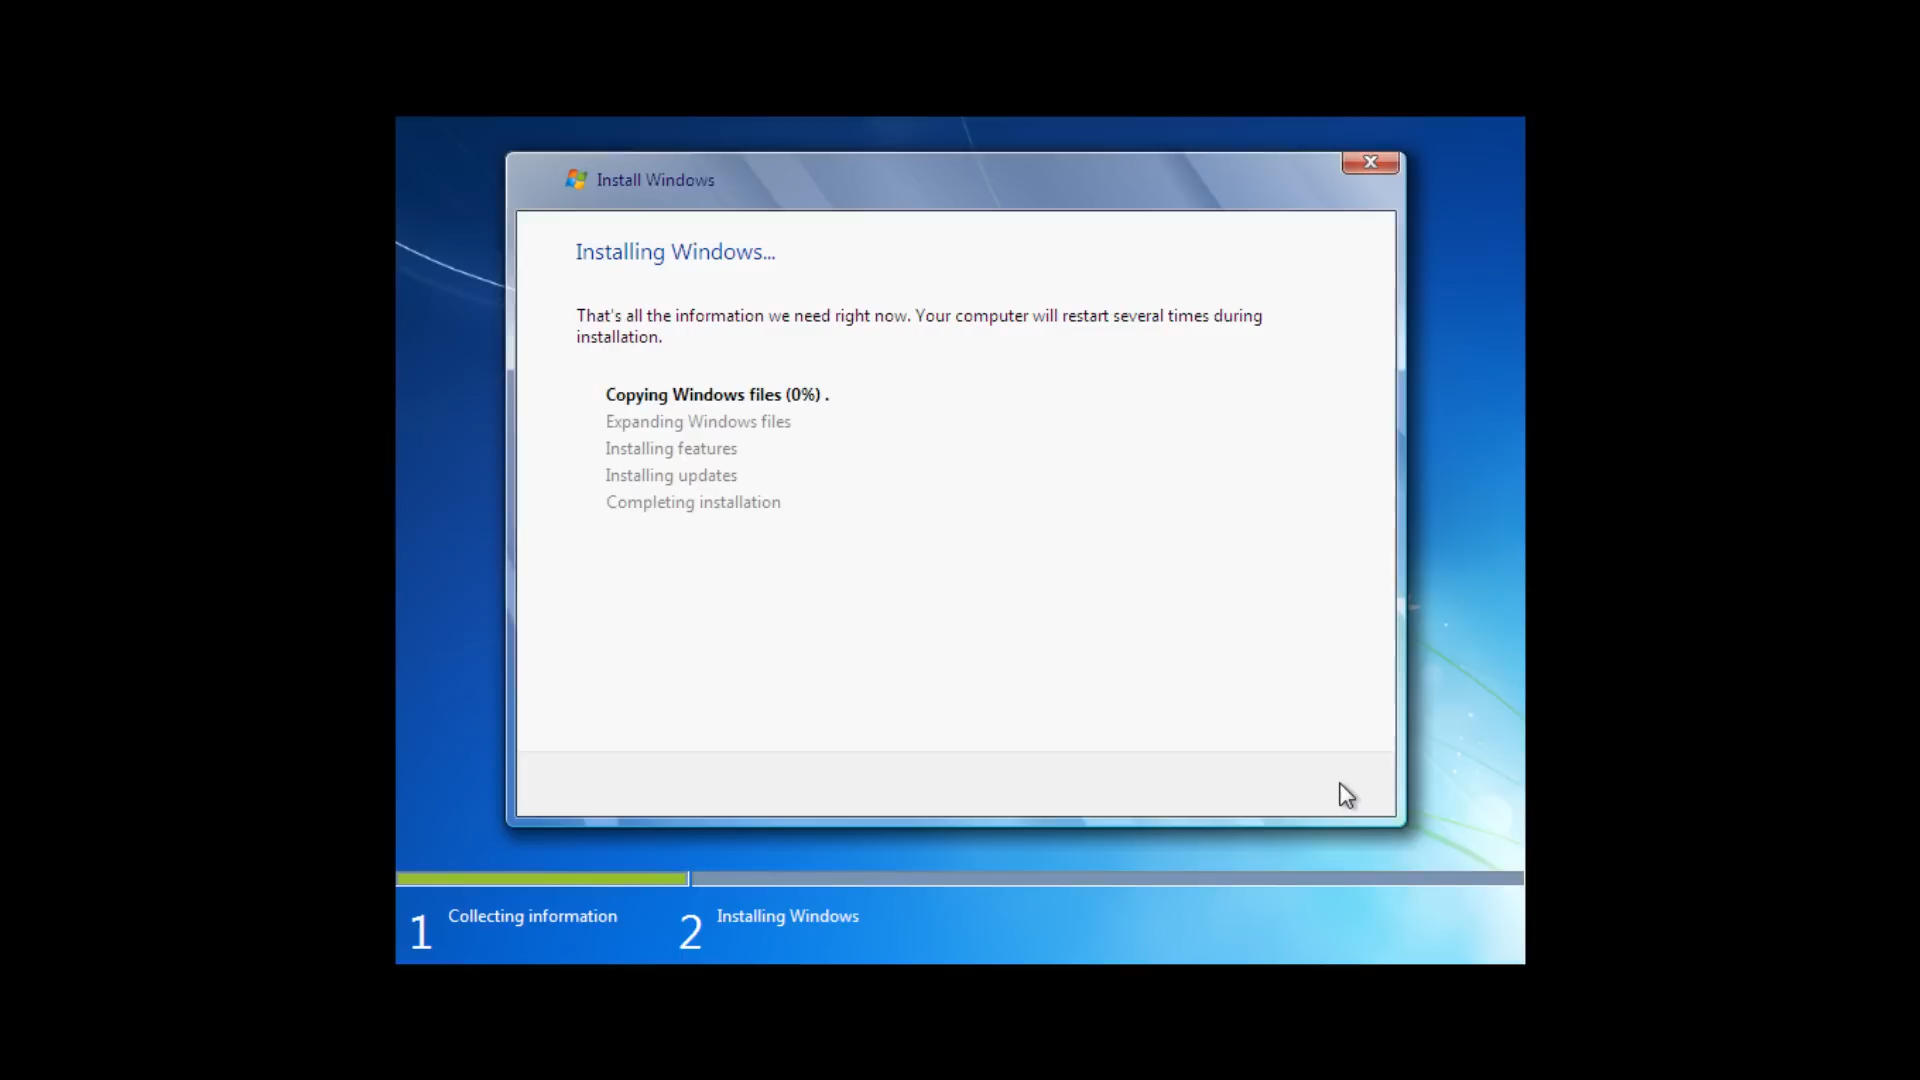 Install Windows
Installing Windows...
That's all the information we need right now. Your computer will restart several times during
installation.
Copying Windows files (0%) .
Expanding Windows files
Installing features
Installing updates
Completing installation
1 Collecting information
2 Installing Windows